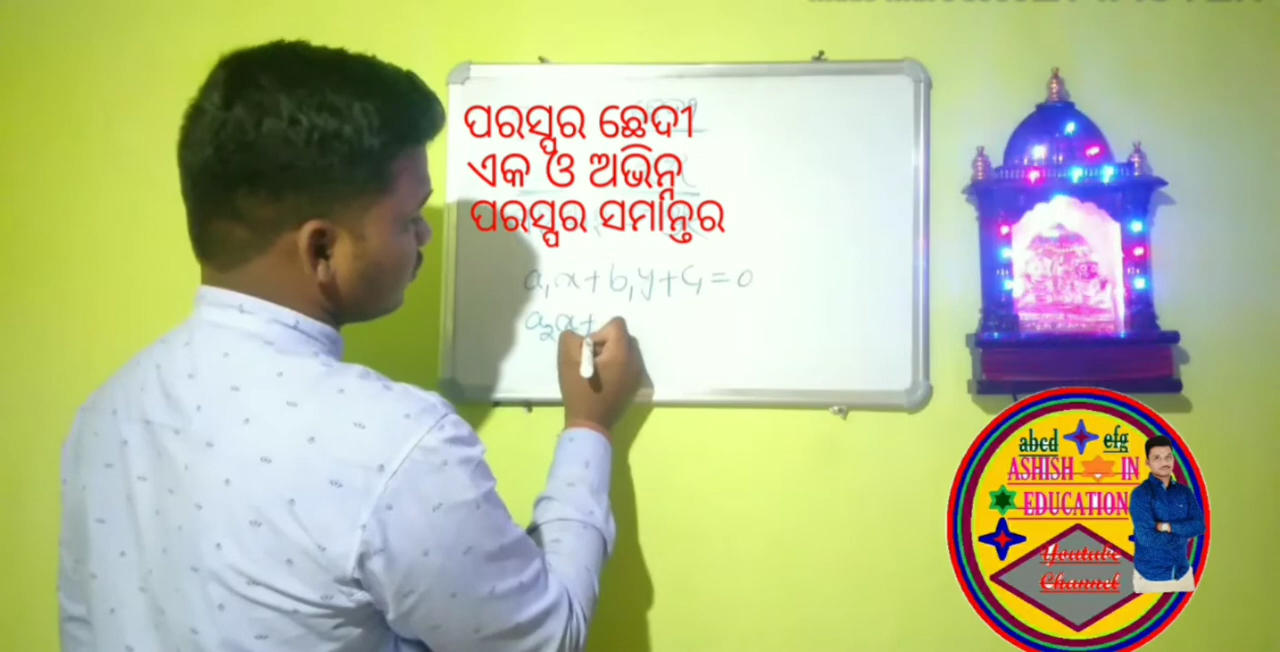 ପରସ୍ପର ଛେଦୀ
ଏକ ଓ ଅଭିନ୍ନ
ପରସ୍ପର ସମାନ୍ତର
a₁x + b₁y + c₁ = 0
a₂x +
abcd efg
ASHISH IN
EDUCATION
Youtube
Channel